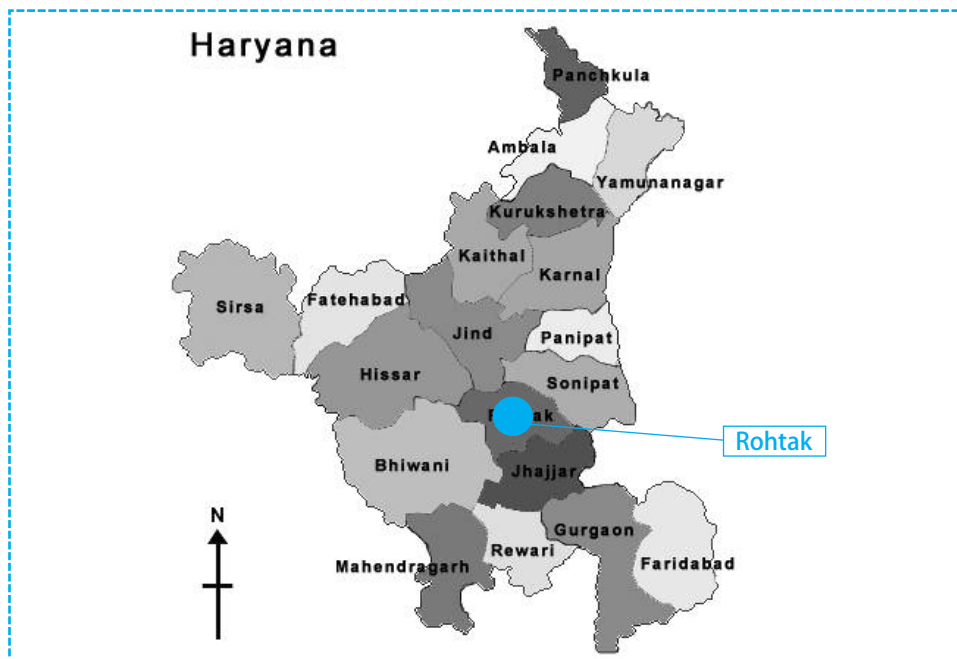 Haryana
Panchkula
Ambala
Yamunanagar
Kurukshetra
Kaithal
Karnal
Sirsa
Fatehabad
Jind
Panipat
Hissar
Sonipat
Rohtak
Bhiwani
Jhajjar
N
Gurgaon
Rewari
Mahendragarh
Faridabad